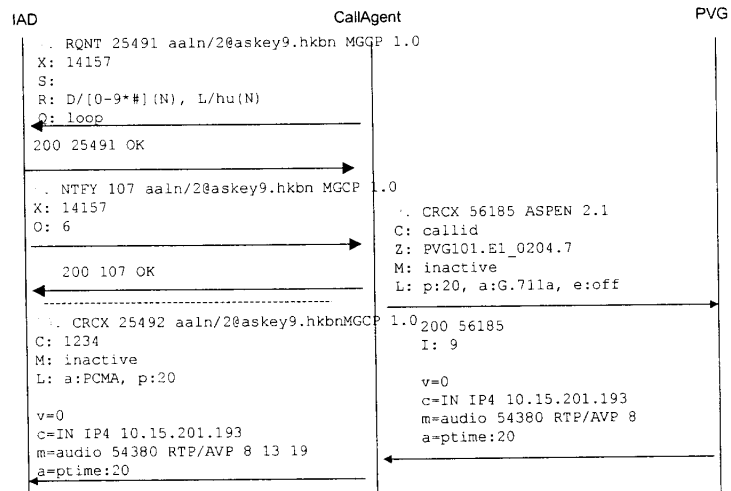 IAD CallAgent PVG
. RQNT 25491 aaln/2@askey9.hkbn MGCP 1.0
X: 14157
S:
R: D/[0-9*#](N), L/hu(N)
Q: loop
200 25491 OK
. NTFY 107 aaln/2@askey9.hkbn MGCP 1.0
X: 14157
O: 6
200 107 OK
. CRCX 56185 ASPEN 2.1
C: callid
Z: PVG101.E1_0204.7
M: inactive
L: p:20, a:G.711a, e:off
. CRCX 25492 aaln/2@askey9.hkbnMGCP 1.0
C: 1234
M: inactive
L: a:PCMA, p:20
v=0
c=IN IP4 10.15.201.193
m=audio 54380 RTP/AVP 8 13 19
a=ptime:20
200 56185
I: 9
v=0
c=IN IP4 10.15.201.193
m=audio 54380 RTP/AVP 8
a=ptime:20